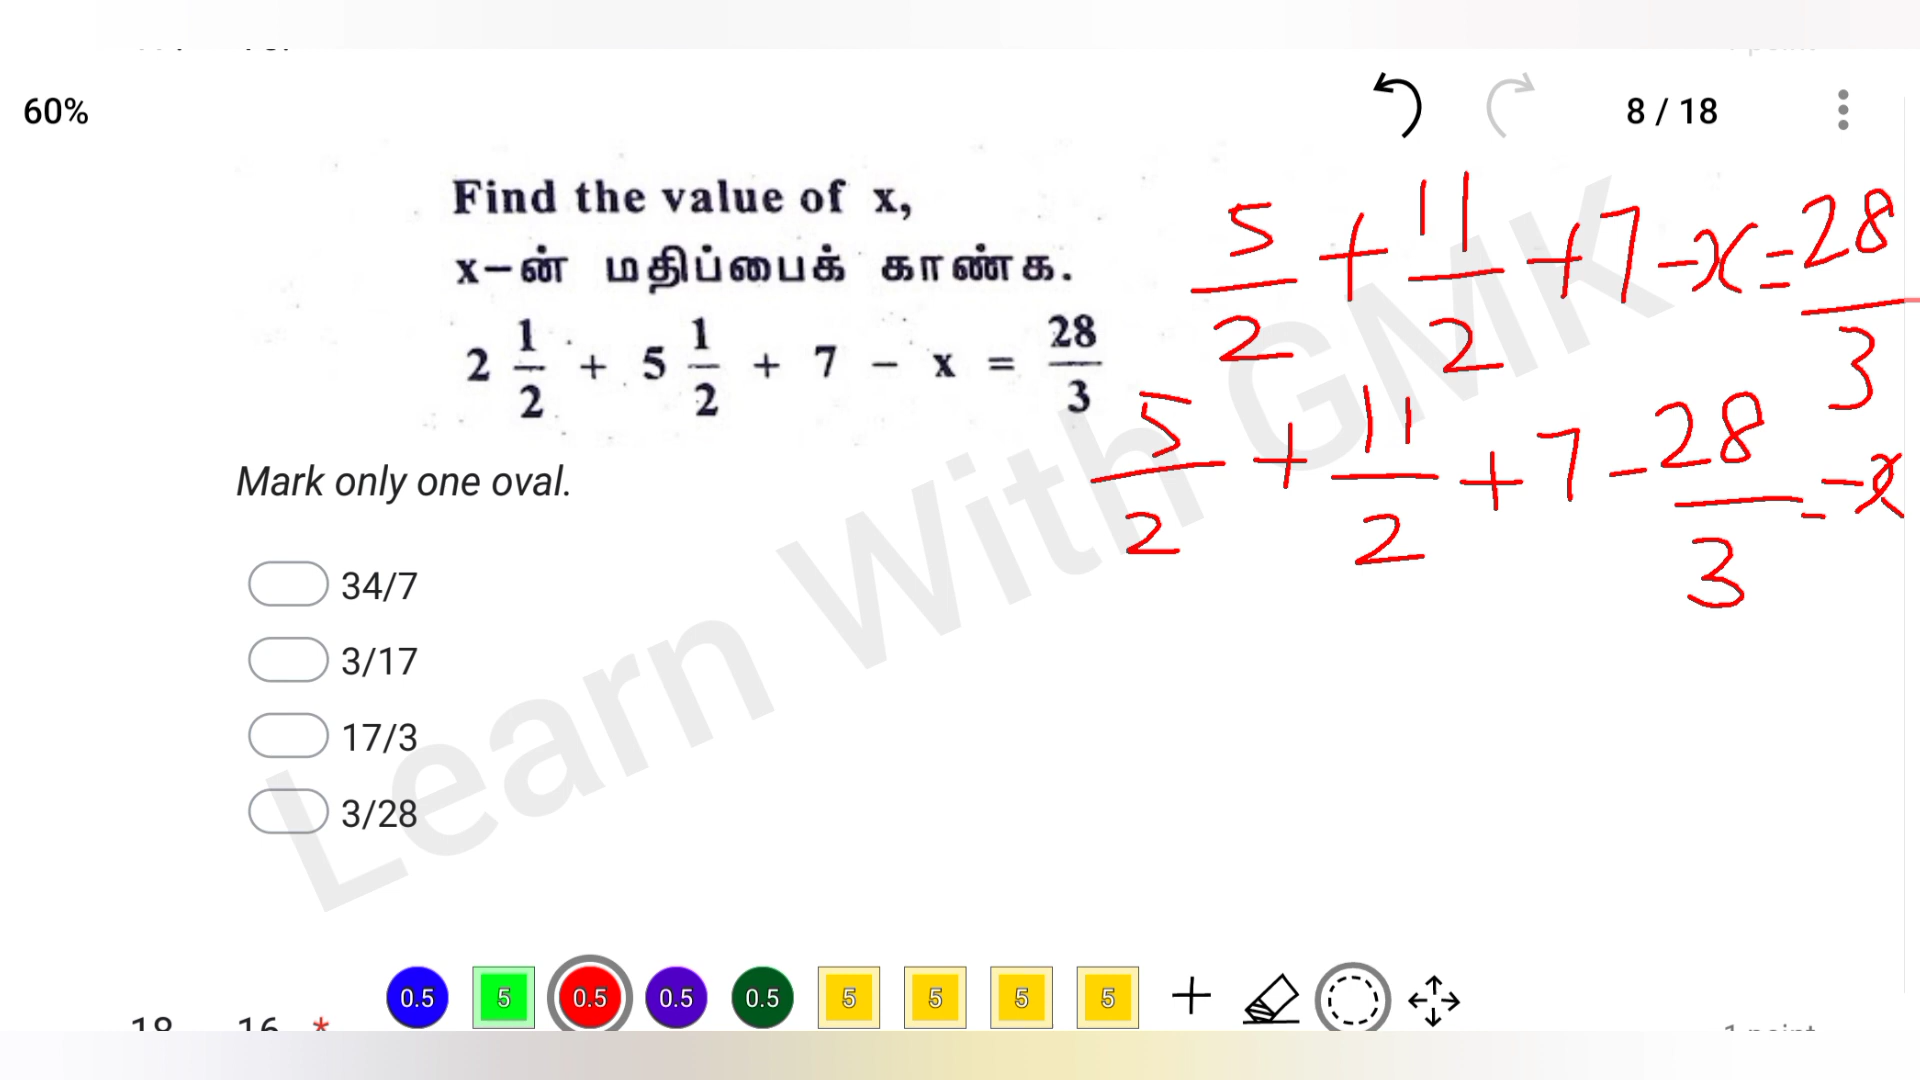 60%
8 / 18
Find the value of x,
x-ன் மதிப்பைக் காண்க.
2 1/2 + 5 1/2 + 7 - x = 28/3
5/2 + 11/2 + 7 - x = 28/3
5/2 + 11/2 + 7 - 28/3 = x
Mark only one oval.
34/7
3/17
17/3
3/28
Learn With GMK
0.5 5 0.5 0.5 0.5 5 5 5 5